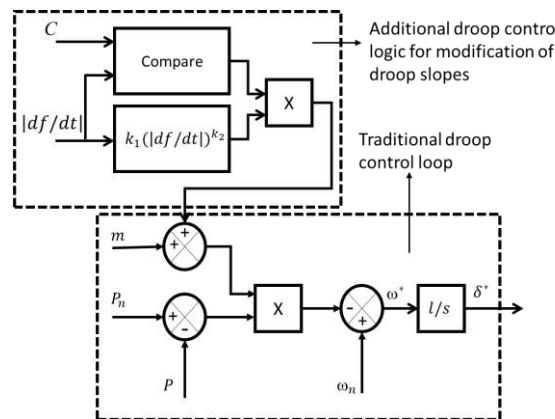 C
Compare
|df/dt|
k₁(|df/dt|)^k₂
X
Additional droop contro
logic for modification of
droop slopes
Traditional droop
control loop
m
+
+
Pₙ
+
-
P
X
-
+
ωₙ
ω*
l/s
δ*